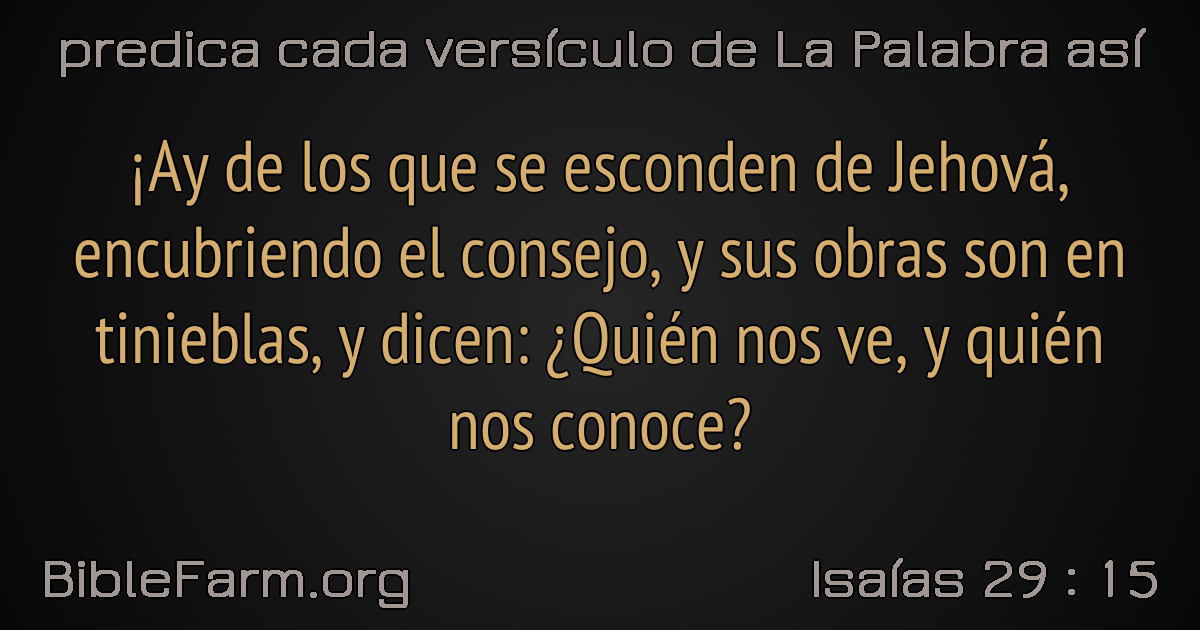 predica cada versículo de La Palabra así
¡Ay de los que se esconden de Jehová,
encubriendo el consejo, y sus obras son en
tinieblas, y dicen: ¿Quién nos ve, y quién
nos conoce?
BibleFarm.org
Isaías 29 : 15